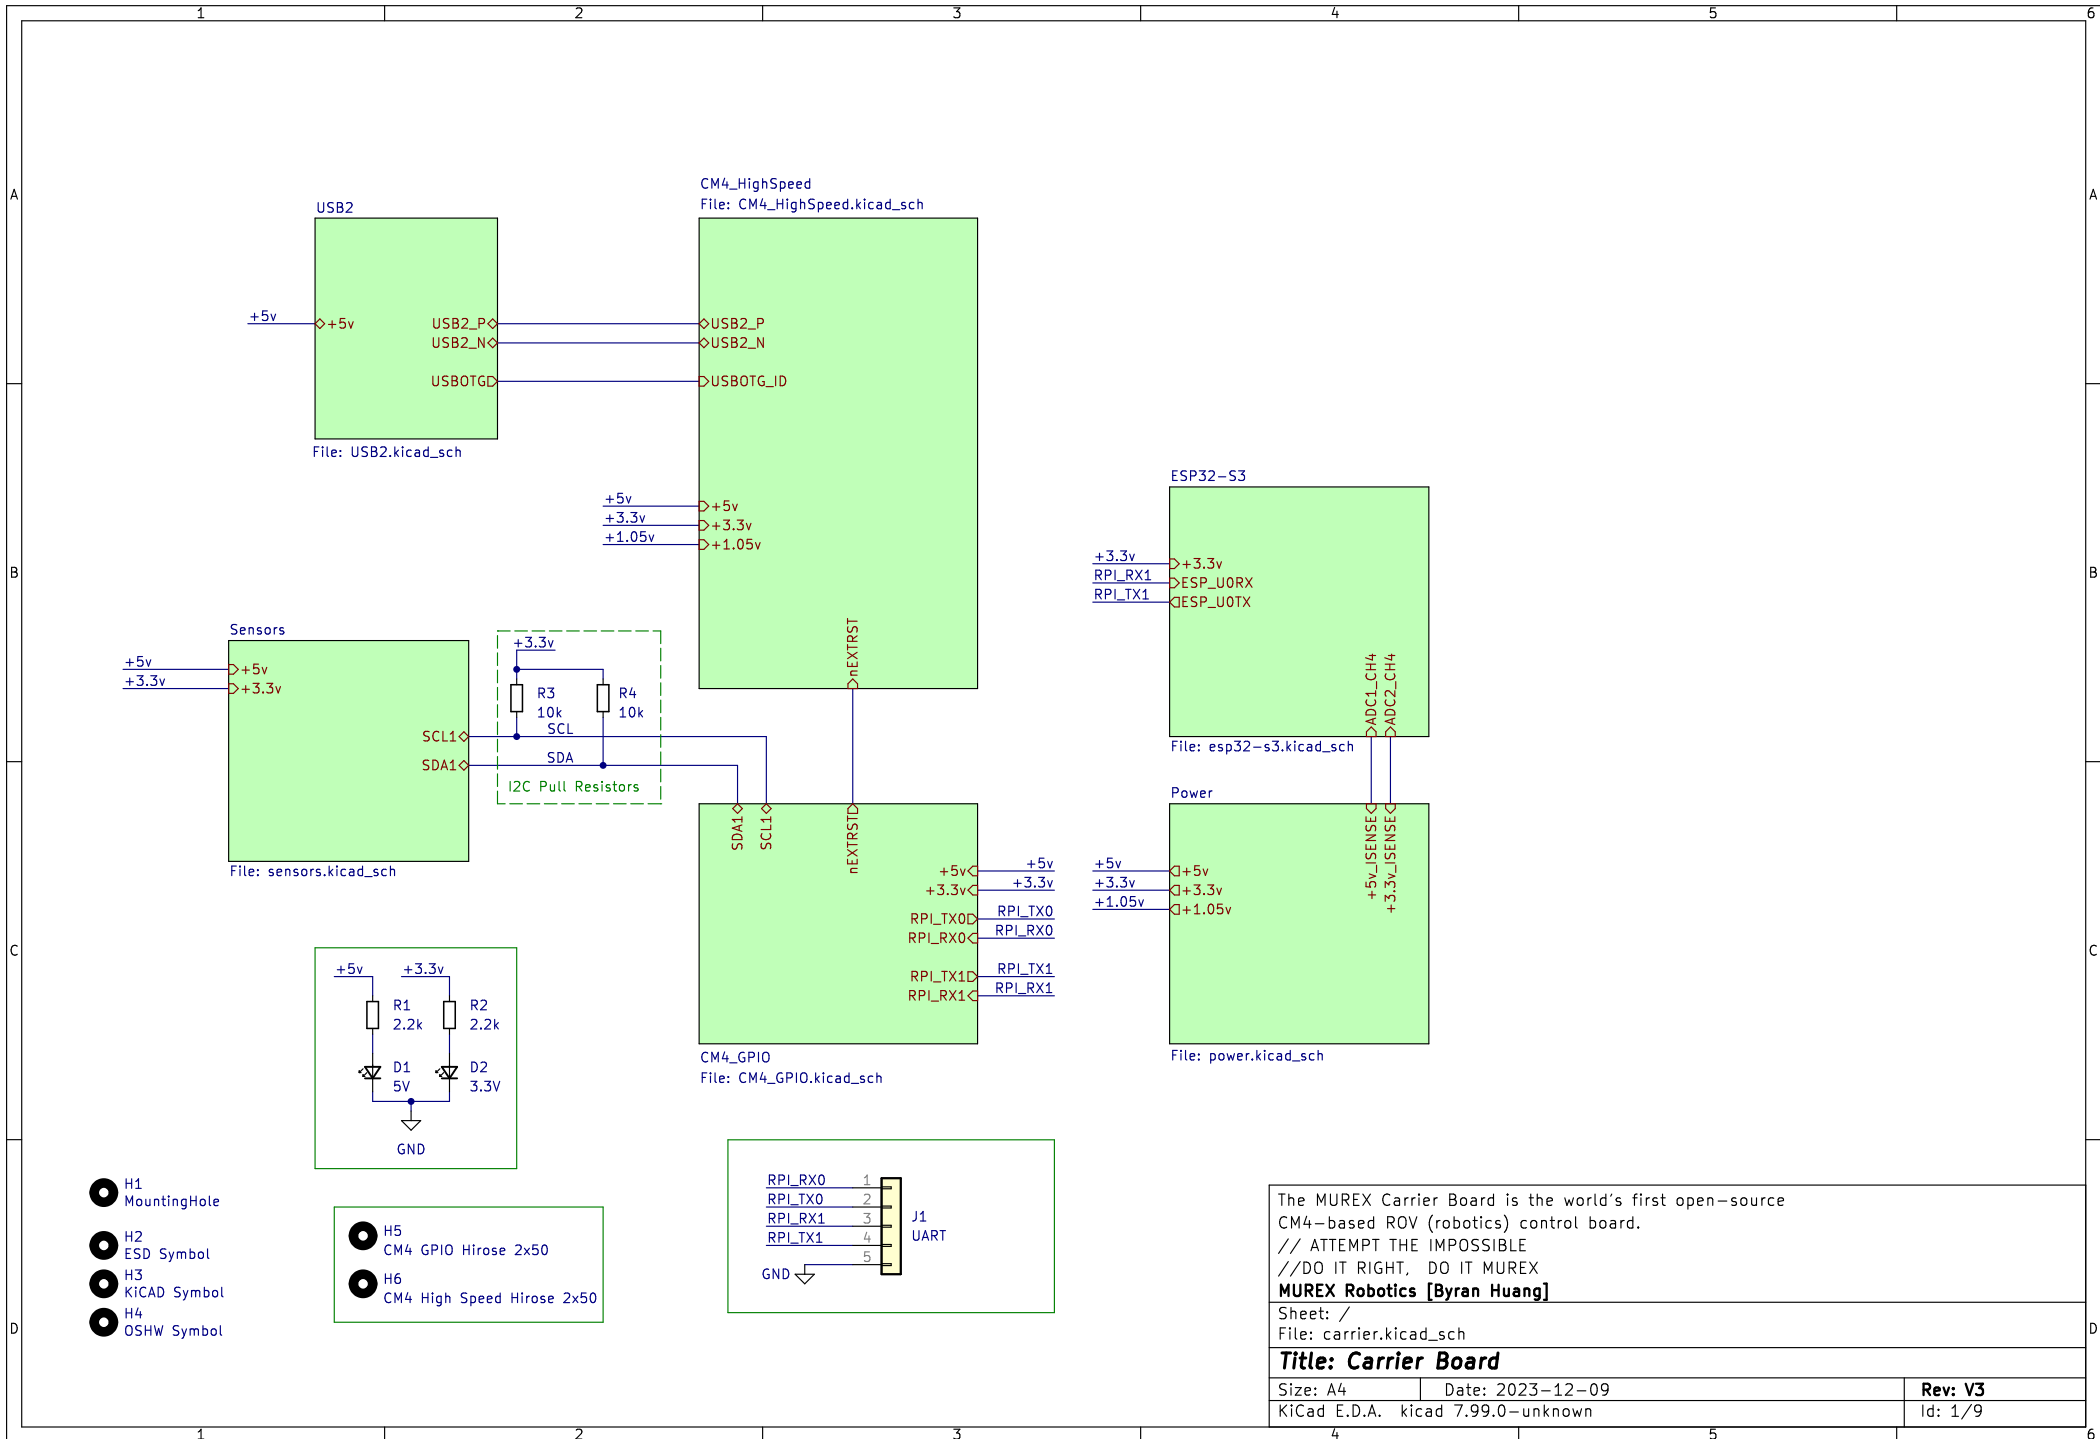 1 2 3 4 5 6
A A
B B
C C
D D
USB2
+5v
+5v
USB2_P
USB2_N
USBOTG
File: USB2.kicad_sch
CM4_HighSpeed
File: CM4_HighSpeed.kicad_sch
USB2_P
USB2_N
USBOTG_ID
+5v
+3.3v
+1.05v
+5v
+3.3v
+1.05v
nEXTRST
ESP32-S3
+3.3v
RPI_RX1
RPI_TX1
+3.3v
ESP_U0RX
ESP_U0TX
ADC1_CH4
ADC2_CH4
File: esp32-s3.kicad_sch
Sensors
+5v
+3.3v
+5v
+3.3v
SCL1
SDA1
File: sensors.kicad_sch
+3.3v
R3
10k
R4
10k
SCL
SDA
I2C Pull Resistors
SDA1
SCL1
nEXTRST
+5v
+3.3v
RPI_TX0
RPI_RX0
RPI_TX1
RPI_RX1
+5v
+3.3v
RPI_TX0
RPI_RX0
RPI_TX1
RPI_RX1
CM4_GPIO
File: CM4_GPIO.kicad_sch
Power
+5v
+3.3v
+1.05v
+5v
+3.3v
+1.05v
+5v_ISENSE
+3.3v_ISENSE
File: power.kicad_sch
+5v
+3.3v
R1
2.2k
R2
2.2k
D1
5V
D2
3.3V
GND
H1
MountingHole
H2
ESD Symbol
H3
KiCAD Symbol
H4
OSHW Symbol
H5
CM4 GPIO Hirose 2x50
H6
CM4 High Speed Hirose 2x50
RPI_RX0 1
RPI_TX0 2
RPI_RX1 3
RPI_TX1 4
GND 5
J1
UART
The MUREX Carrier Board is the world's first open-source
CM4-based ROV (robotics) control board.
// ATTEMPT THE IMPOSSIBLE
//DO IT RIGHT, DO IT MUREX
MUREX Robotics [Byran Huang]
Sheet: /
File: carrier.kicad_sch
Title: Carrier Board
Size: A4 Date: 2023-12-09 Rev: V3
KiCad E.D.A. kicad 7.99.0-unknown Id: 1/9
1 2 3 4 5 6